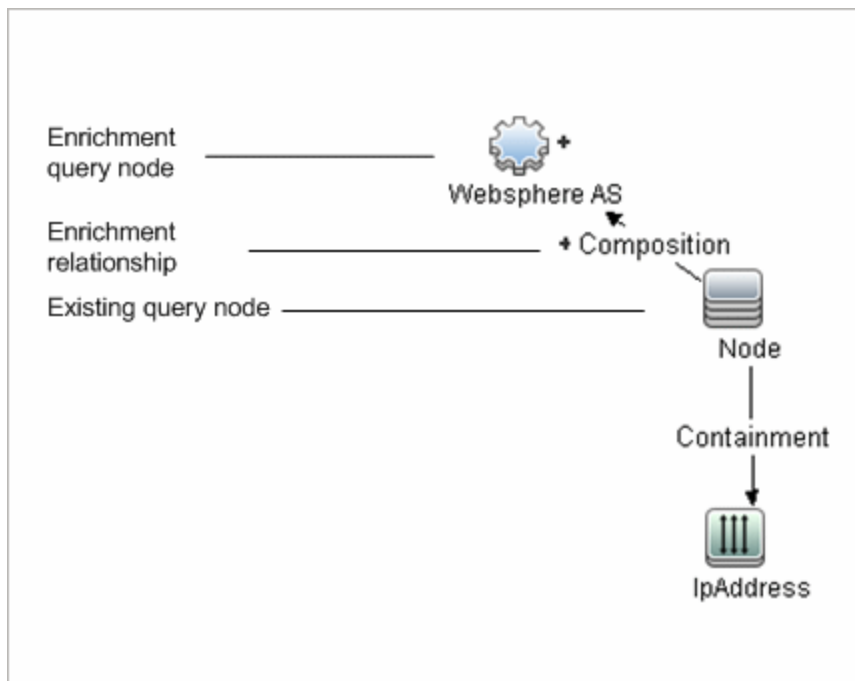 Enrichment
query node
Websphere AS
Enrichment
relationship
Composition
Existing query node
Node
Containment
IpAddress